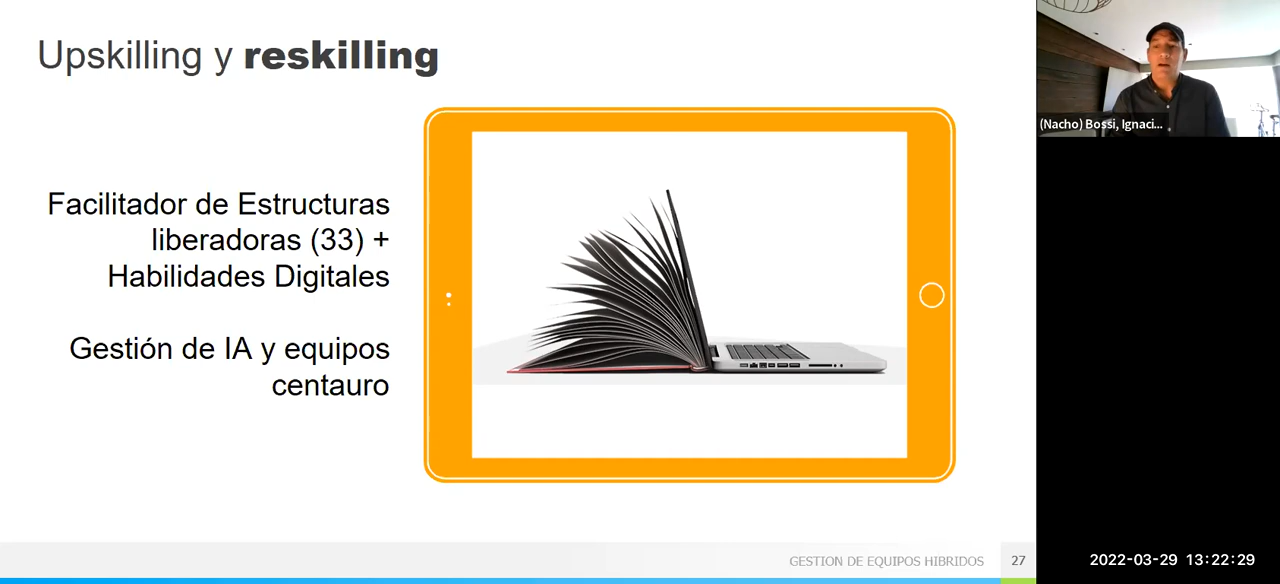 Upskilling y reskilling
Facilitador de Estructuras
liberadoras (33) +
Habilidades Digitales
Gestión de IA y equipos
centauro
GESTION DE EQUIPOS HIBRIDOS
27
(Nacho) Bossi, Ignaci...
2022-03-29 13:22:29